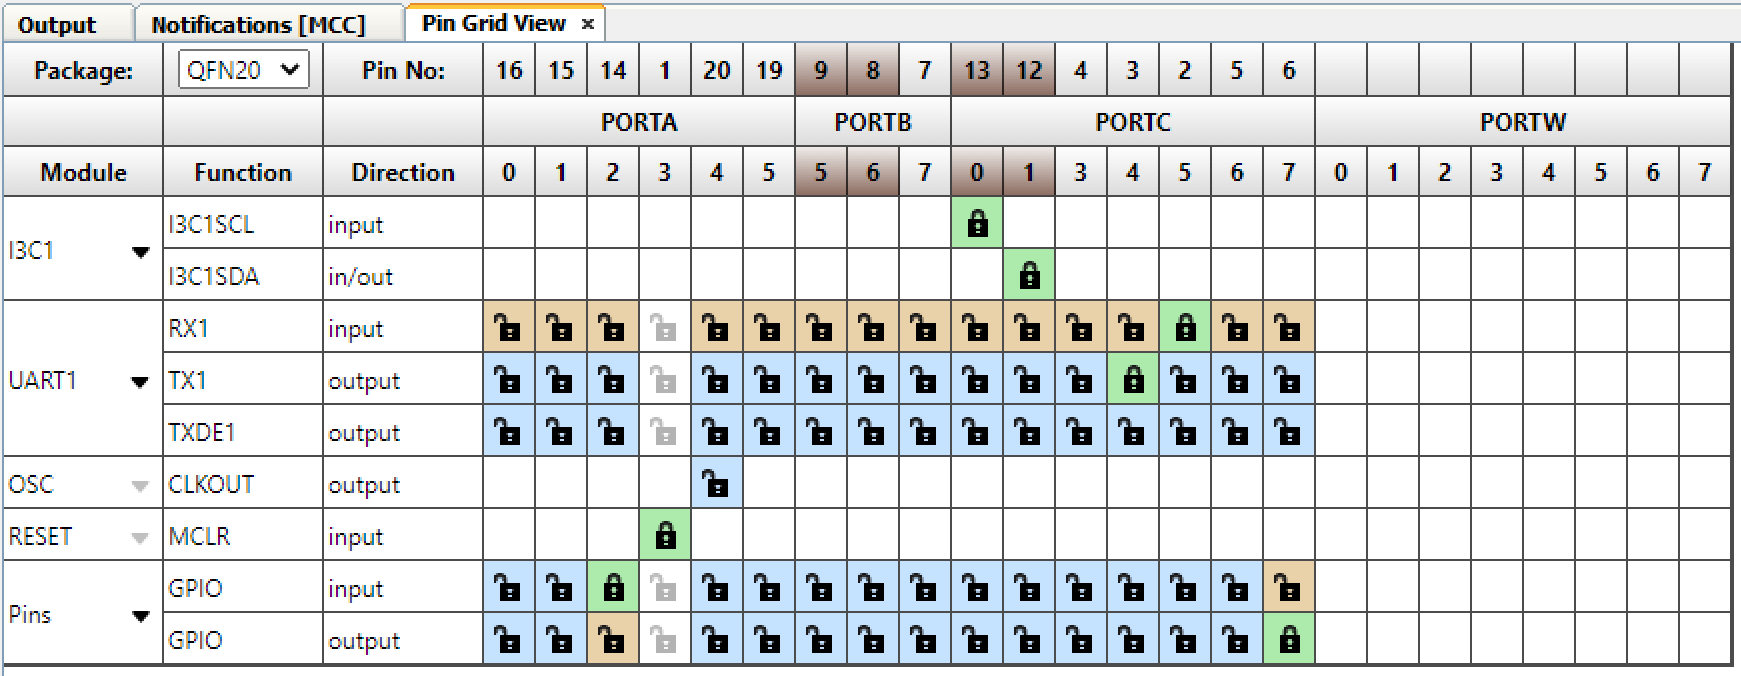 Output Notifications [MCC] Pin Grid View ×
Package: QFN20 Pin No: 16 15 14 1 20 19 9 8 7 13 12 4 3 2 5 6
PORTA PORTB PORTC PORTW
Module Function Direction 0 1 2 3 4 5 5 6 7 0 1 3 4 5 6 7 0 1 2 3 4 5 6 7
I3C1
I3C1SCL input
I3C1SDA in/out
UART1
RX1 input
TX1 output
TXDE1 output
OSC CLKOUT output
RESET MCLR input
Pins
GPIO input
GPIO output